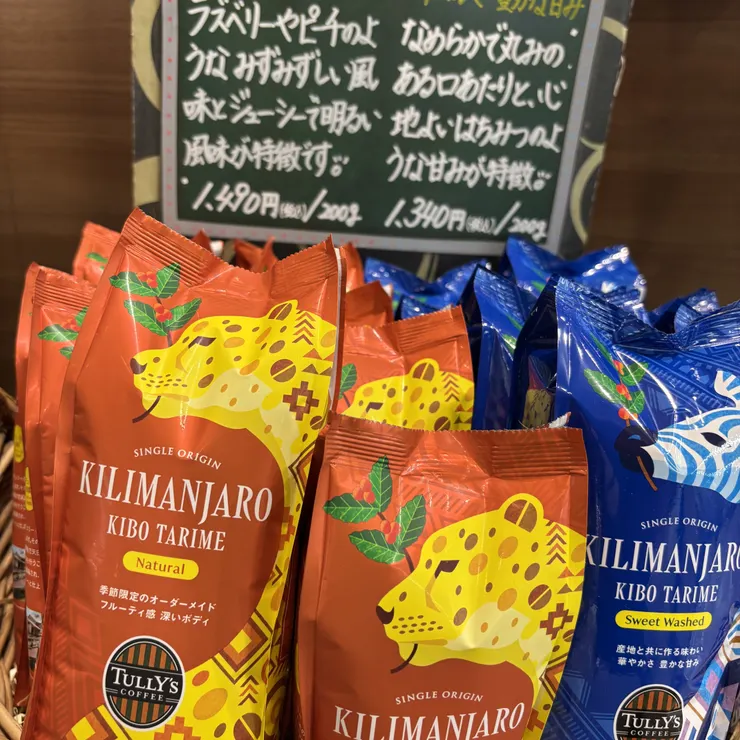 ラズベリーやピーチのよ
うなみずみずしい風
味とジューシーで明るい
風味が特徴です。
1,490円(税込)/200g
豊かな甘み
なめらかで丸みの
ある口あたりと、心
地よいはちみつのよ
うな甘みが特徴。
1,340円(税込)/200g
SINGLE ORIGIN
KILIMANJARO
KIBO TARIME
Natural
季節限定のオーダーメイド
フルーティ感 深いボディ
TULLY'S
COFFEE
SINGLE ORIGIN
KILIMANJARO
SINGLE ORIGIN
KILIMANJARO
KIBO TARIME
Sweet Washed
産地と共に作る味わい
華やかさ 豊かな甘み
TULLY'S
COFFEE